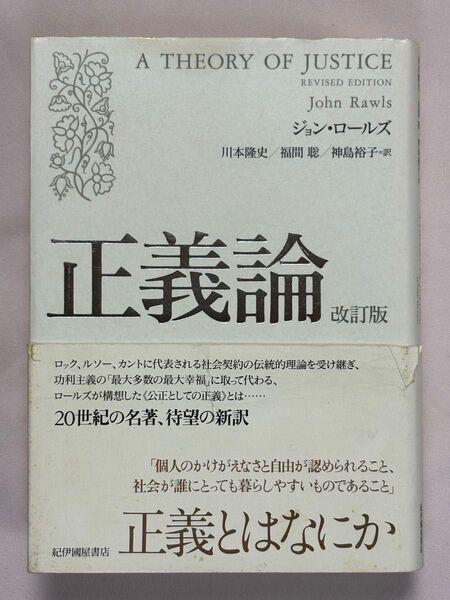 A THEORY OF JUSTICE
REVISED EDITION
John Rawls
ジョン・ロールズ
川本隆史/福間 聡/神島裕子=訳
正義論
改訂版
ロック、ルソー、カントに代表される社会契約の伝統的理論を受け継ぎ、
功利主義の「最大多数の最大幸福」に取って代わる、
ロールズが構想した《公正としての正義》とは……
20世紀の名著、待望の新訳
「個人のかけがえなさと自由が認められること、
社会が誰にとっても暮らしやすいものであること」
紀伊國屋書店
正義とはなにか